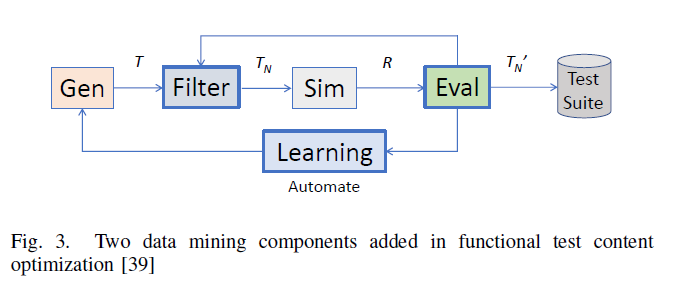 T
T_N
R
T_N'
Gen
Filter
Sim
Eval
Test
Suite
Learning
Automate
Fig. 3. Two data mining components added in functional test content
optimization [39]